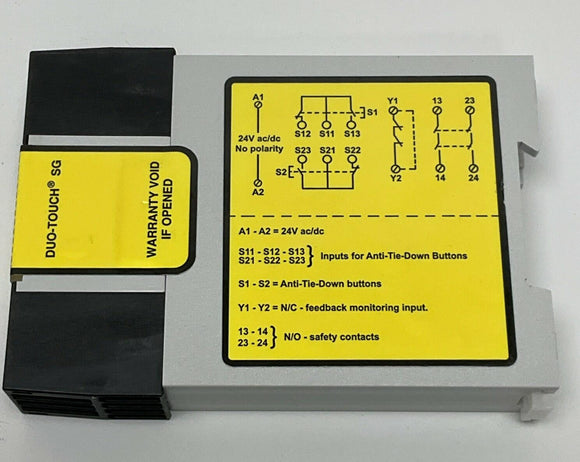 DUO-TOUCH® SG
WARRANTY VOID
IF OPENED
A1
24V ac/dc
No polarity
A2
S1
S12 S11 S13
S23 S21 S22
S2
Y1
Y2
13 23
14 24
A1 - A2 = 24V ac/dc
S11 - S12 - S13
S21 - S22 - S23
Inputs for Anti-Tie-Down Buttons
S1 - S2 = Anti-Tie-Down buttons
Y1 - Y2 = N/C - feedback monitoring input.
13 - 14
23 - 24
N/O - safety contacts